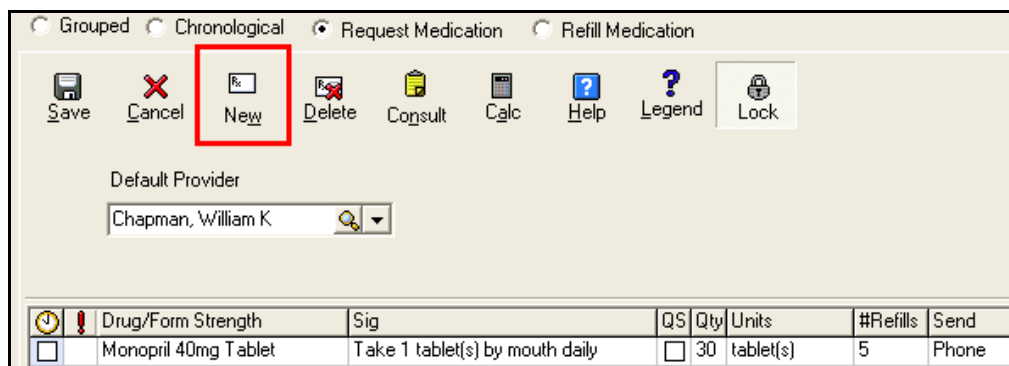 Grouped Chronological Request Medication Refill Medication
Rx Rx ? ?
Save Cancel New Delete Consult Calc Help Legend Lock
Default Provider
Chapman, William K
! Drug/Form Strength Sig QS Qty Units #Refills Send
Monopril 40mg Tablet Take 1 tablet(s) by mouth daily 30 tablet(s) 5 Phone